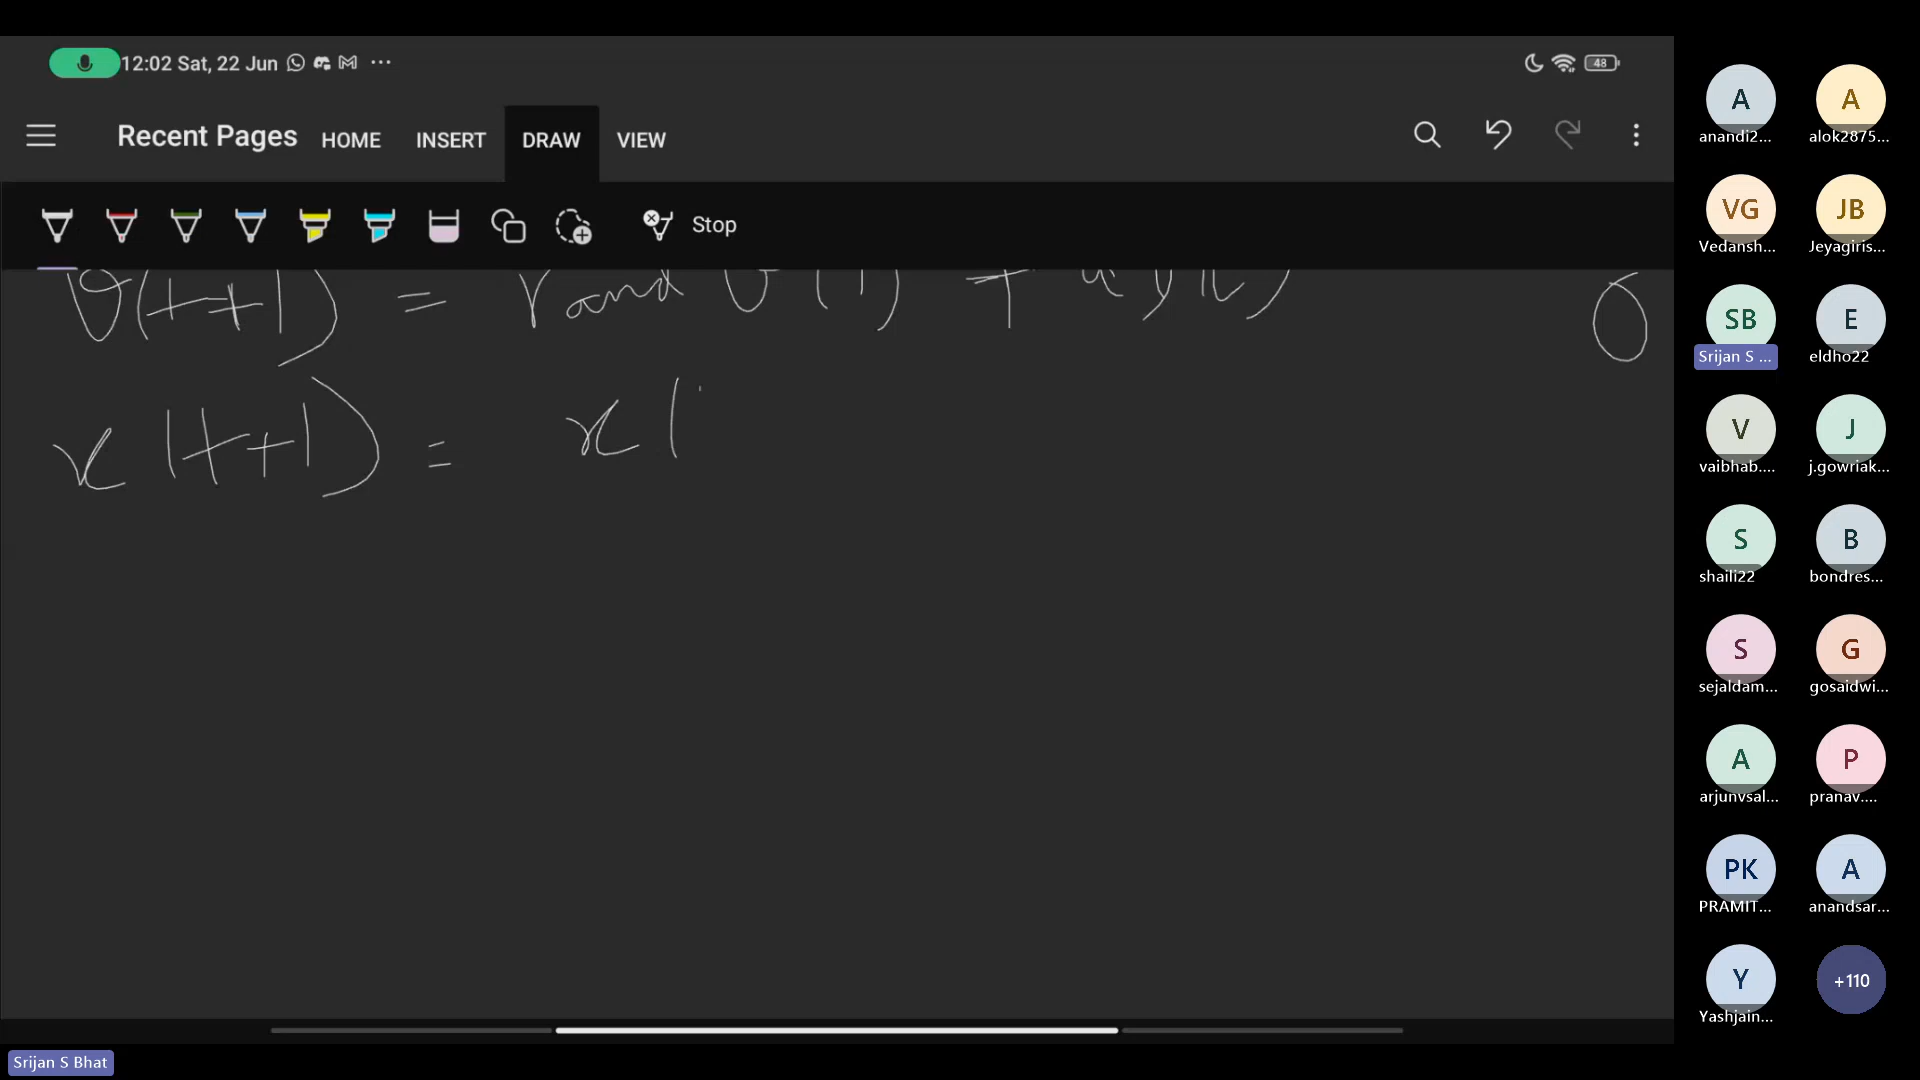 12:02 Sat, 22 Jun
48
Recent Pages HOME INSERT DRAW VIEW
Stop
v(t+1) = rand v(t) +
x(t+1) = x(
A
anandi2...
A
alok2875...
VG
Vedansh...
JB
Jeyagiris...
SB
Srijan S ...
E
eldho22
V
vaibhab....
J
j.gowriak...
S
shaili22
B
bondres...
S
sejaldam...
G
gosaidwi...
A
arjunvsal...
P
pranav....
PK
PRAMIT...
A
anandsar...
Y
Yashjain...
+110
Srijan S Bhat